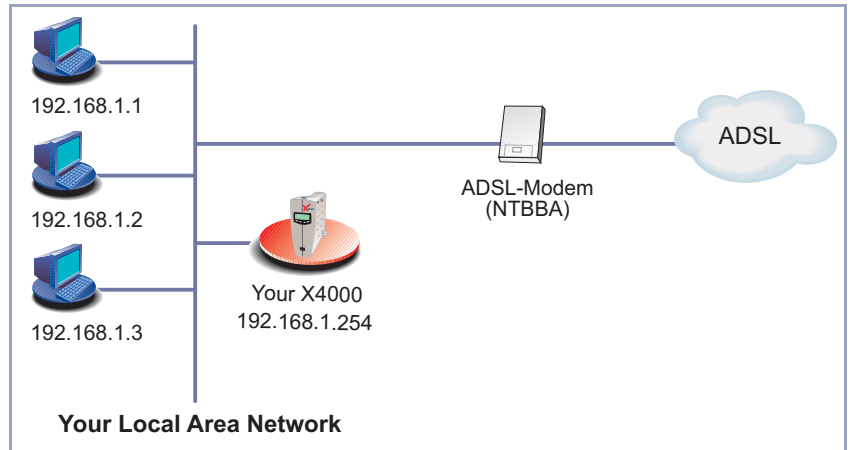 192.168.1.1
192.168.1.2
192.168.1.3
Your X4000
192.168.1.254
ADSL-Modem
(NTBBA)
ADSL
Your Local Area Network